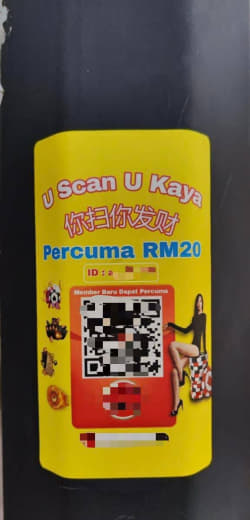 U Scan U Kaya
你扫你发财
Percuma RM20
ID : a
Member Baru Dapat Percuma